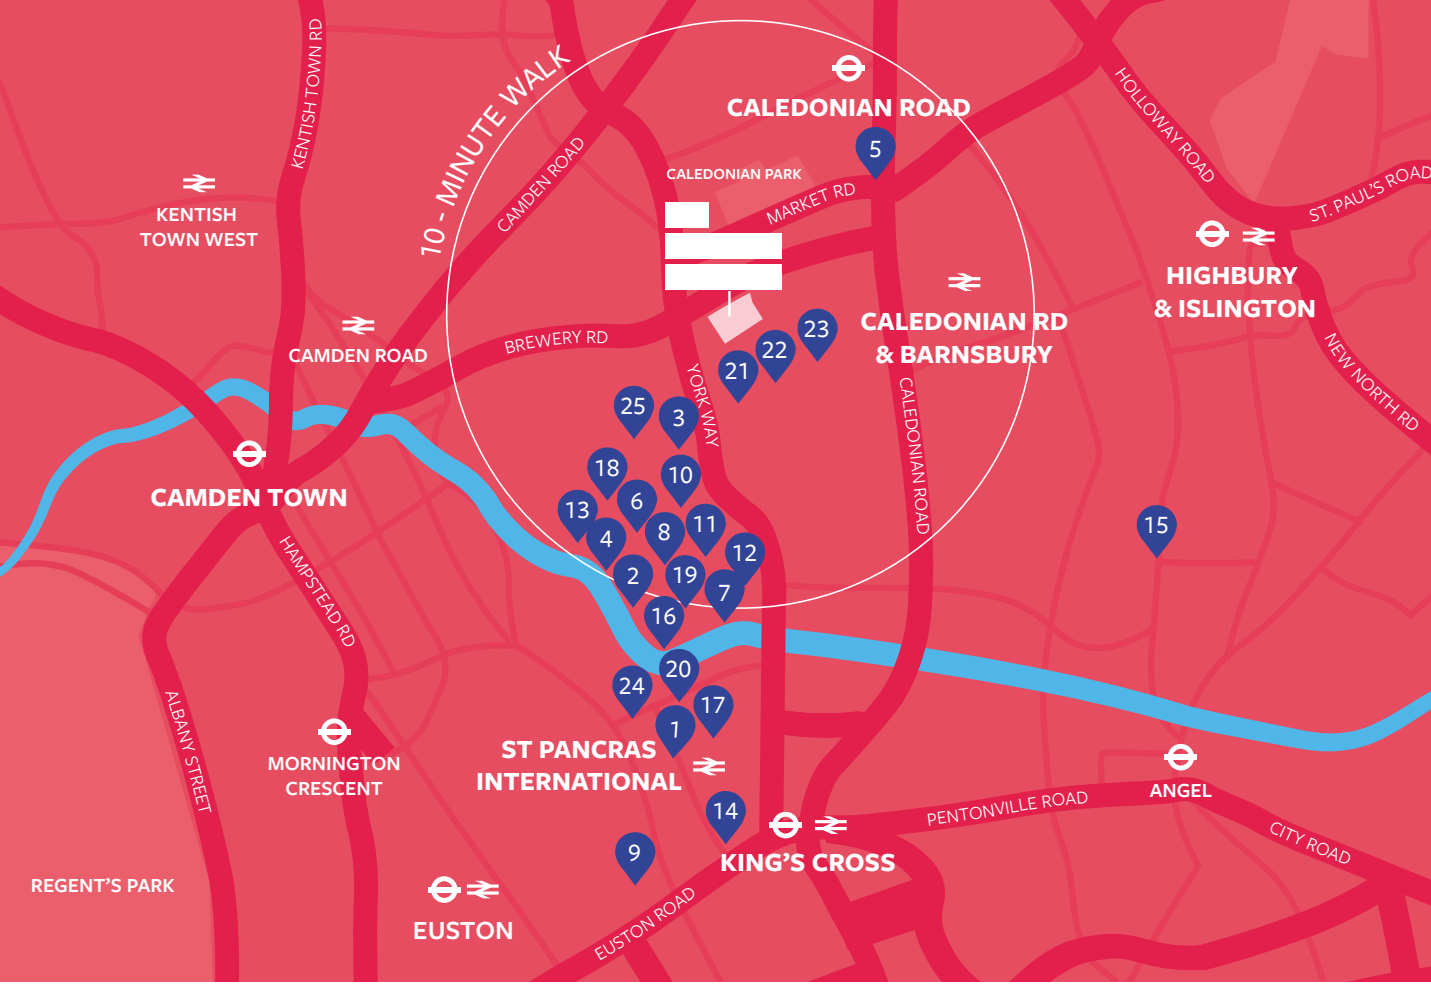 KENTISH TOWN RD
10 - MINUTE WALK
CALEDONIAN ROAD
HOLLOWAY ROAD
5
CAMDEN ROAD
CALEDONIAN PARK
MARKET RD
ST. PAUL'S ROAD
KENTISH
TOWN WEST
HIGHBURY
& ISLINGTON
CALEDONIAN RD
& BARNSBURY
CAMDEN ROAD
BREWERY RD
23
22
21
NEW NORTH RD
YORK WAY
CALEDONIAN ROAD
25
3
18
10
CAMDEN TOWN
6
13
11
15
4
8
12
HAMPSTEAD RD
2
19
7
16
20
24
17
1
ALBANY STREET
ST PANCRAS
INTERNATIONAL
MORNINGTON
CRESCENT
ANGEL
PENTONVILLE ROAD
14
CITY ROAD
9
KING’S CROSS
REGENT’S PARK
EUSTON
EUSTON ROAD